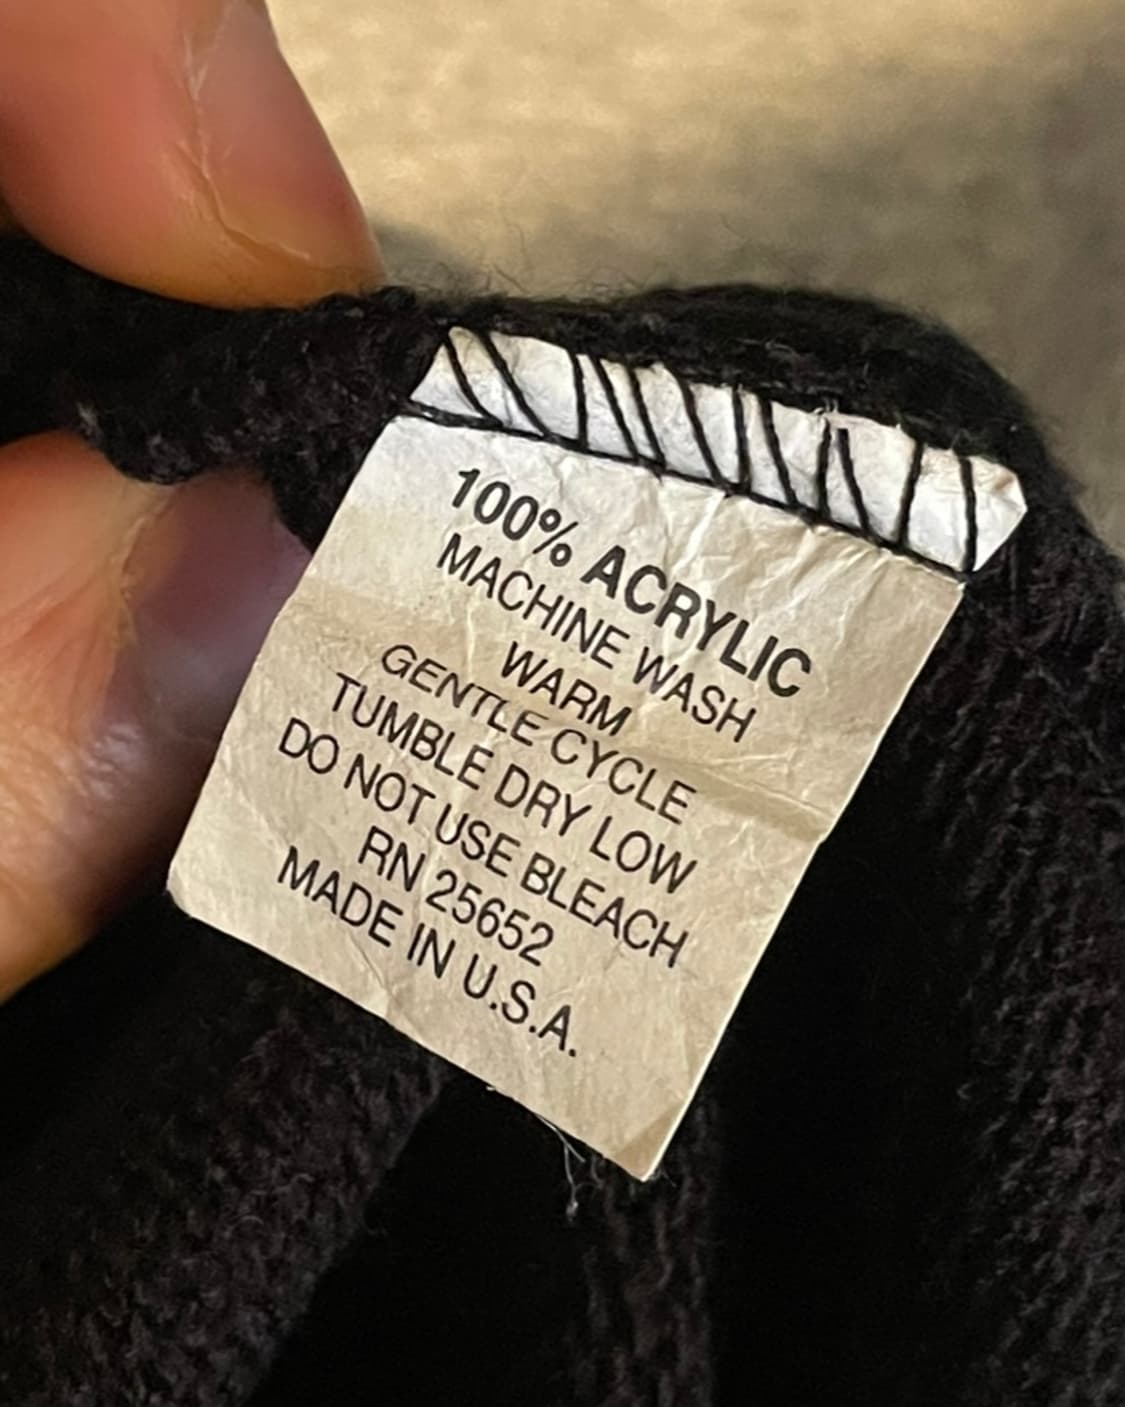 100% ACRYLIC
MACHINE WASH
WARM
GENTLE CYCLE
TUMBLE DRY LOW
DO NOT USE BLEACH
RN 25652
MADE IN U.S.A.